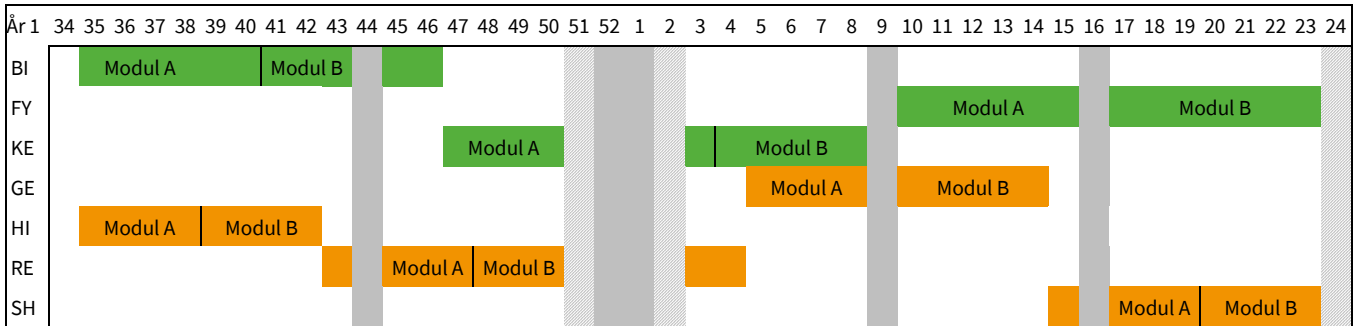 År 1 34 35 36 37 38 39 40 41 42 43 44 45 46 47 48 49 50 51 52 1 2 3 4 5 6 7 8 9 10 11 12 13 14 15 16 17 18 19 20 21 22 23 24
BI Modul A Modul B
FY Modul A Modul B
KE Modul A Modul B
GE Modul A Modul B
HI Modul A Modul B
RE Modul A Modul B
SH Modul A Modul B